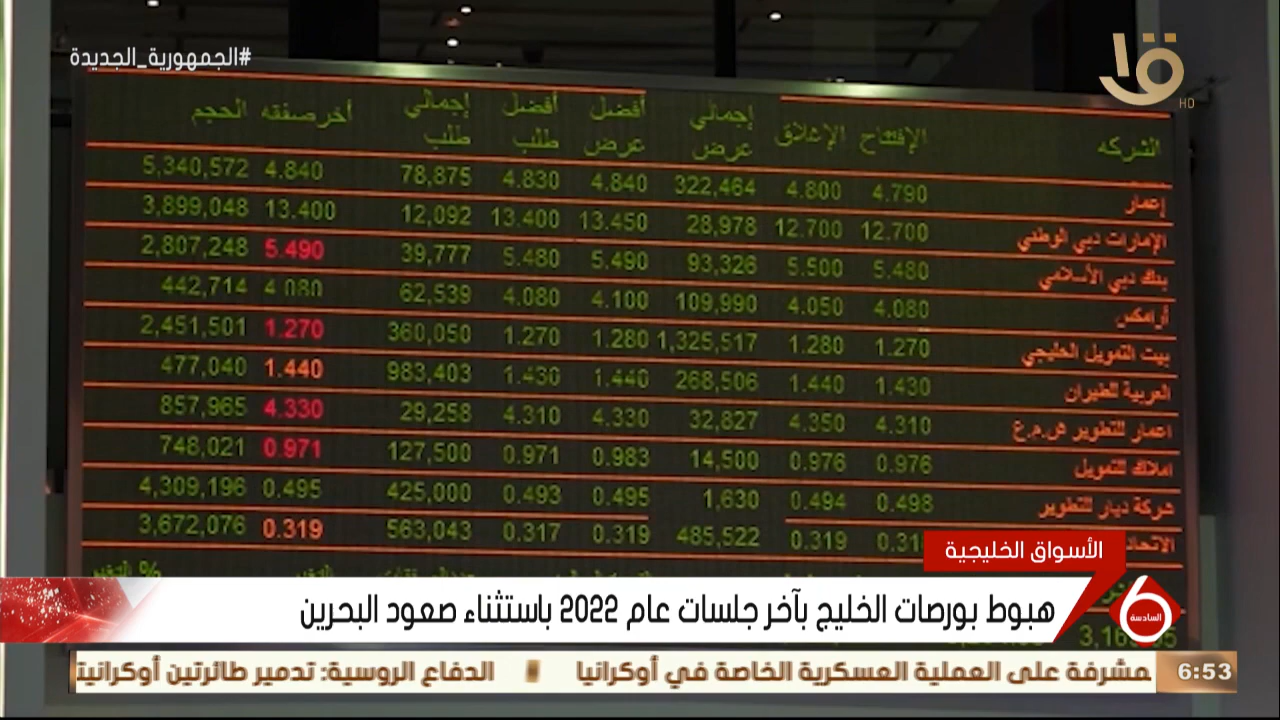 #الجمهورية_الجديدة
HD
الشركه الإفتتاح الإغلاق إجمالي عرض أفضل عرض أفضل طلب إجمالي طلب أخر صفقه الحجم
إعمار 4.790 4.800 322,464 4.840 4.830 78,875 4.840 5,340,572
الإمارات دبي الوطني 12.700 12.700 28,978 13.450 13.400 12,092 13.400 3,899,048
بنك دبي الأسلامي 5.480 5.500 93,326 5.490 5.480 39,777 5.490 2,807,248
أرامكس 4.080 4.050 109,990 4.100 4.080 62,539 4.080 442,714
بيت التمويل الخليجي 1.270 1.280 1,325,517 1.280 1.270 360,050 1.270 2,451,501
العربية للطيران 1.430 1.440 268,506 1.440 1.430 983,403 1.440 477,040
اعمار للتطوير ش.م.ع 4.310 4.350 32,827 4.330 4.310 29,258 4.330 857,965
املاك للتمويل 0.976 0.976 14,500 0.983 0.971 127,500 0.971 748,021
شركة ديار للتطوير 0.498 0.494 1,630 0.495 0.493 425,000 0.495 4,309,196
0.319 485,522 0.319 0.317 563,043 0.319 3,672,076
الأسواق الخليجية
هبوط بورصات الخليج بآخر جلسات عام 2022 باستثناء صعود البحرين
السادسة
6:53 مشرفة على العملية العسكرية الخاصة في أوكرانيا الدفاع الروسية: تدمير طائرتين